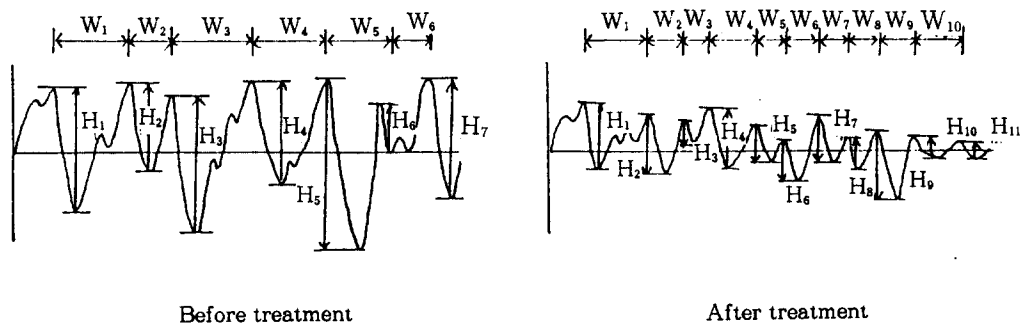 W₁ W₂ W₃ W₄ W₅ W₆
H₁ H₂ H₃ H₄ H₅ H₆ H₇
Before treatment
W₁ W₂ W₃ W₄ W₅ W₆ W₇ W₈ W₉ W₁₀
H₁ H₂ H₃ H₄ H₅ H₆ H₇ H₈ H₉ H₁₀ H₁₁
After treatment